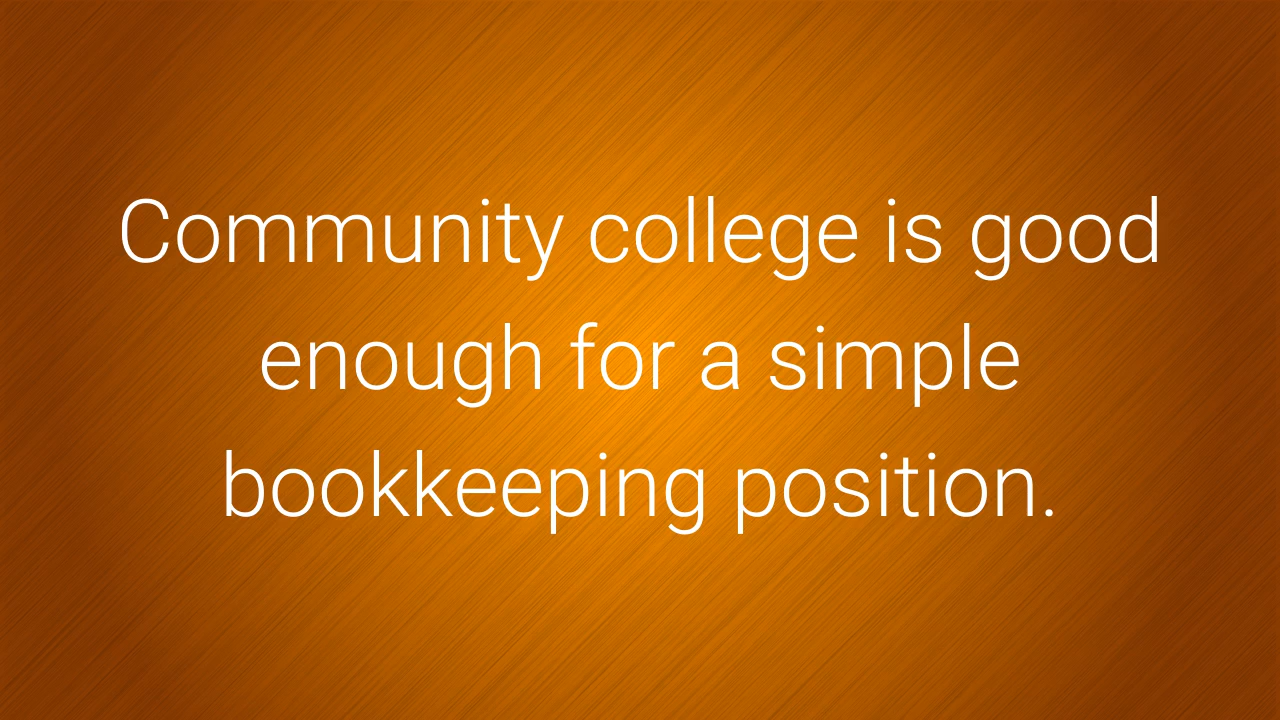 Community college is good
enough for a simple
bookkeeping position.